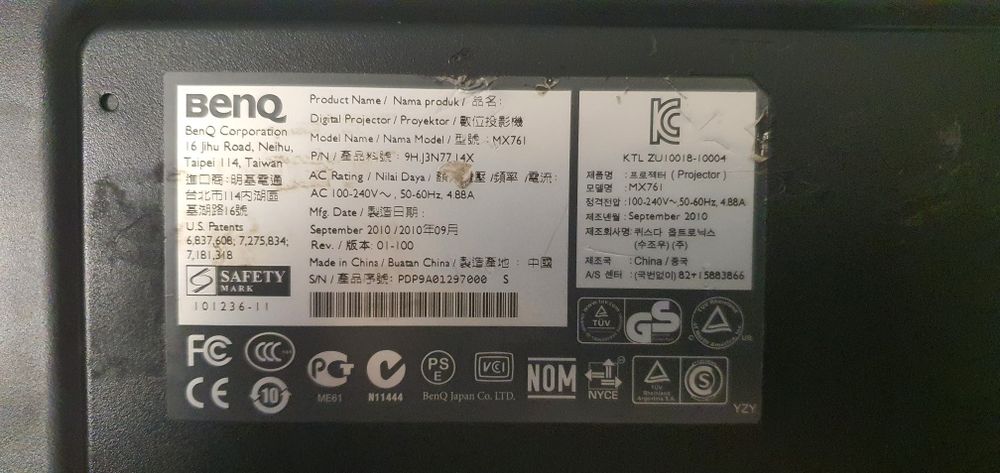 BenQ
BenQ Corporation
16 Jihu Road, Neihu,
Taipei 114, Taiwan
進口商:明基電通
台北市114內湖區
基湖路16號
U.S. Patents
6,837,608; 7,275,834;
7,181,318
SAFETY
MARK
101236-11
Product Name / Nama produk / 品名:
Digital Projector / Proyektor / 數位投影機
Model Name / Nama Model / 型號 : MX761
P/N / 產品料號 : 9H.J3N77.14X
AC Rating / Nilai Daya / 額 壓 /頻率 /電流:
AC 100-240V～, 50-60Hz, 4.88A
Mfg. Date / 製造日期 :
September 2010 /2010年09月
Rev. / 版本: 01-100
Made in China / Buatan China / 製造產地 : 中國
S/N / 產品序號: PDP9A01297000 S
KC
KTL ZU10018-10004
제품명 : 프로젝터 ( Projector )
모델명 : MX761
정격전압 : 100-240V～,50-60Hz, 4.88A
제조년월 : September 2010
제조회사명: 퀴스다 옵트로닉스
(수조우) (주)
제조국 : China / 중국
A/S 센터 : (국번없이) 82+15883866
TÜV
GS
C US
FC
CCC
CE
10
PCT
ME61
N11444
PS
E
BenQ Japan Co. LTD.
VCI
NOM
NYCE
TÜV
Rheinland
Argentina S.A.
S
YZY